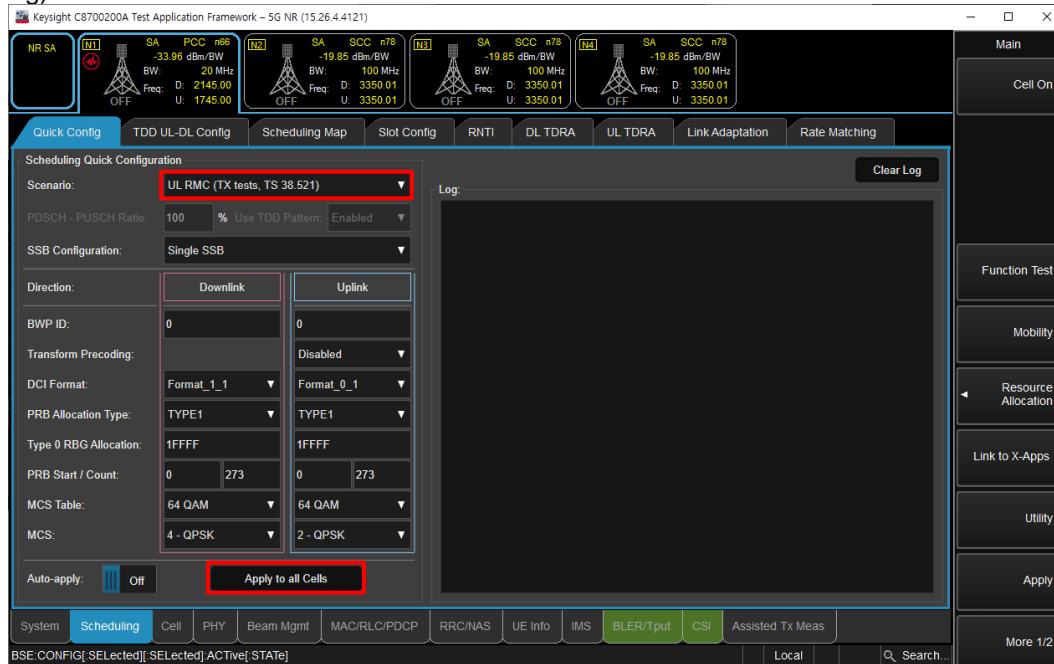 g)
Keysight C8700200A Test Application Framework – 5G NR (15.26.4.4121)
NR SA
N1 SA PCC n66
-33.96 dBm/BW
BW: 20 MHz
Freq: D: 2145.00
U: 1745.00
OFF
N2 SA SCC n78
-19.85 dBm/BW
BW: 100 MHz
Freq: D: 3350.01
U: 3350.01
OFF
N3 SA SCC n78
-19.85 dBm/BW
BW: 100 MHz
Freq: D: 3350.01
U: 3350.01
OFF
N4 SA SCC n78
-19.85 dBm/BW
BW: 100 MHz
Freq: D: 3350.01
U: 3350.01
OFF
Main
Cell On
Function Test
Mobility
Resource Allocation
Link to X-Apps
Utility
Apply
More 1/2
Quick Config TDD UL-DL Config Scheduling Map Slot Config RNTI DL TDRA UL TDRA Link Adaptation Rate Matching
Scheduling Quick Configuration
Clear Log
Scenario: UL RMC (TX tests, TS 38.521)
Log:
PDSCH - PUSCH Ratio: 100 % Use TDD Pattern: Enabled
SSB Configuration: Single SSB
Direction: Downlink Uplink
BWP ID: 0 0
Transform Precoding: Disabled
DCI Format: Format_1_1 Format_0_1
PRB Allocation Type: TYPE1 TYPE1
Type 0 RBG Allocation: 1FFFF 1FFFF
PRB Start / Count: 0 273 0 273
MCS Table: 64 QAM 64 QAM
MCS: 4 - QPSK 2 - QPSK
Auto-apply: Off Apply to all Cells
System Scheduling Cell PHY Beam Mgmt MAC/RLC/PDCP RRC/NAS UE Info IMS BLER/Tput CSI Assisted Tx Meas
BSE:CONFIG[:SELected][:SELected]:ACTive[:STATe] Local Search...